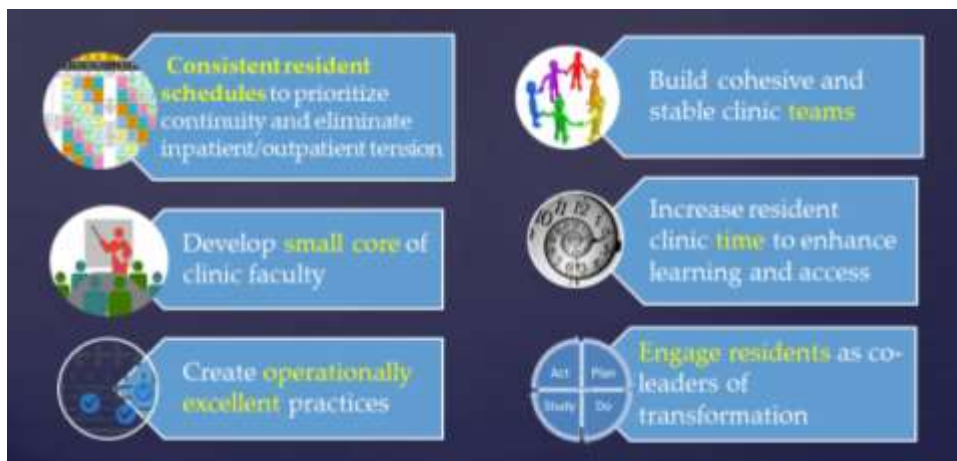 Consistent resident
schedules to prioritize
continuity and eliminate
inpatient/outpatient tension
Develop small core of
clinic faculty
Create operationally
excellent practices
Build cohesive and
stable clinic teams
Increase resident
clinic time to enhance
learning and access
Engage residents as co-
leaders of
transformation
Act Plan
Study Do